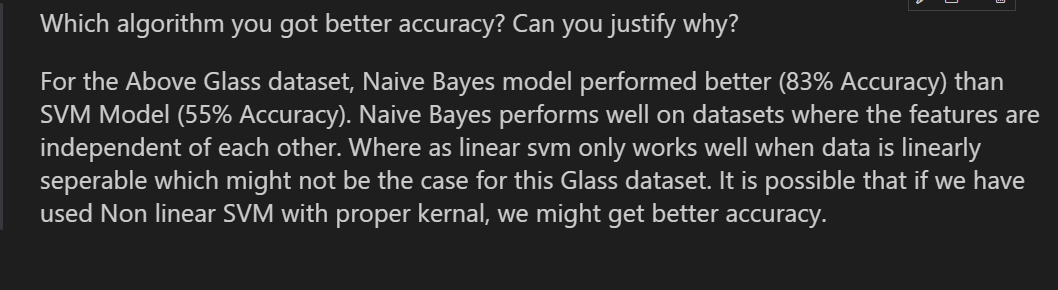 Which algorithm you got better accuracy? Can you justify why?
For the Above Glass dataset, Naive Bayes model performed better (83% Accuracy) than
SVM Model (55% Accuracy). Naive Bayes performs well on datasets where the features are
independent of each other. Where as linear svm only works well when data is linearly
seperable which might not be the case for this Glass dataset. It is possible that if we have
used Non linear SVM with proper kernal, we might get better accuracy.